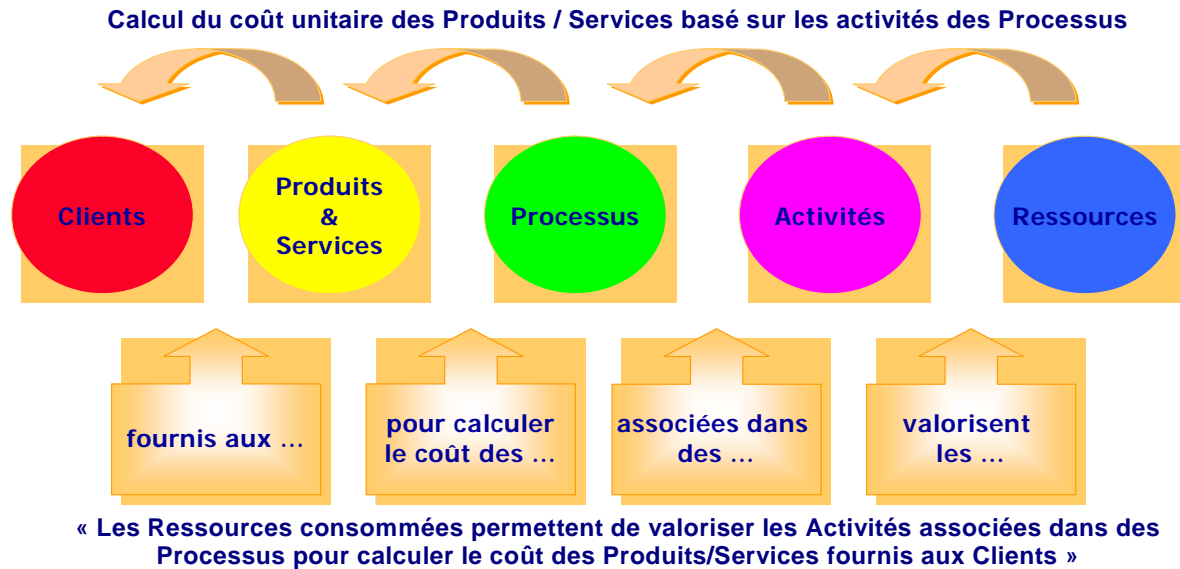 Calcul du coût unitaire des Produits / Services basé sur les activités des Processus
Clients
Produits
&
Services
Processus
Activités
Ressources
fournis aux ...
pour calculer
le coût des ...
associées dans
des ...
valorisent
les ...
« Les Ressources consommées permettent de valoriser les Activités associées dans des
Processus pour calculer le coût des Produits/Services fournis aux Clients »